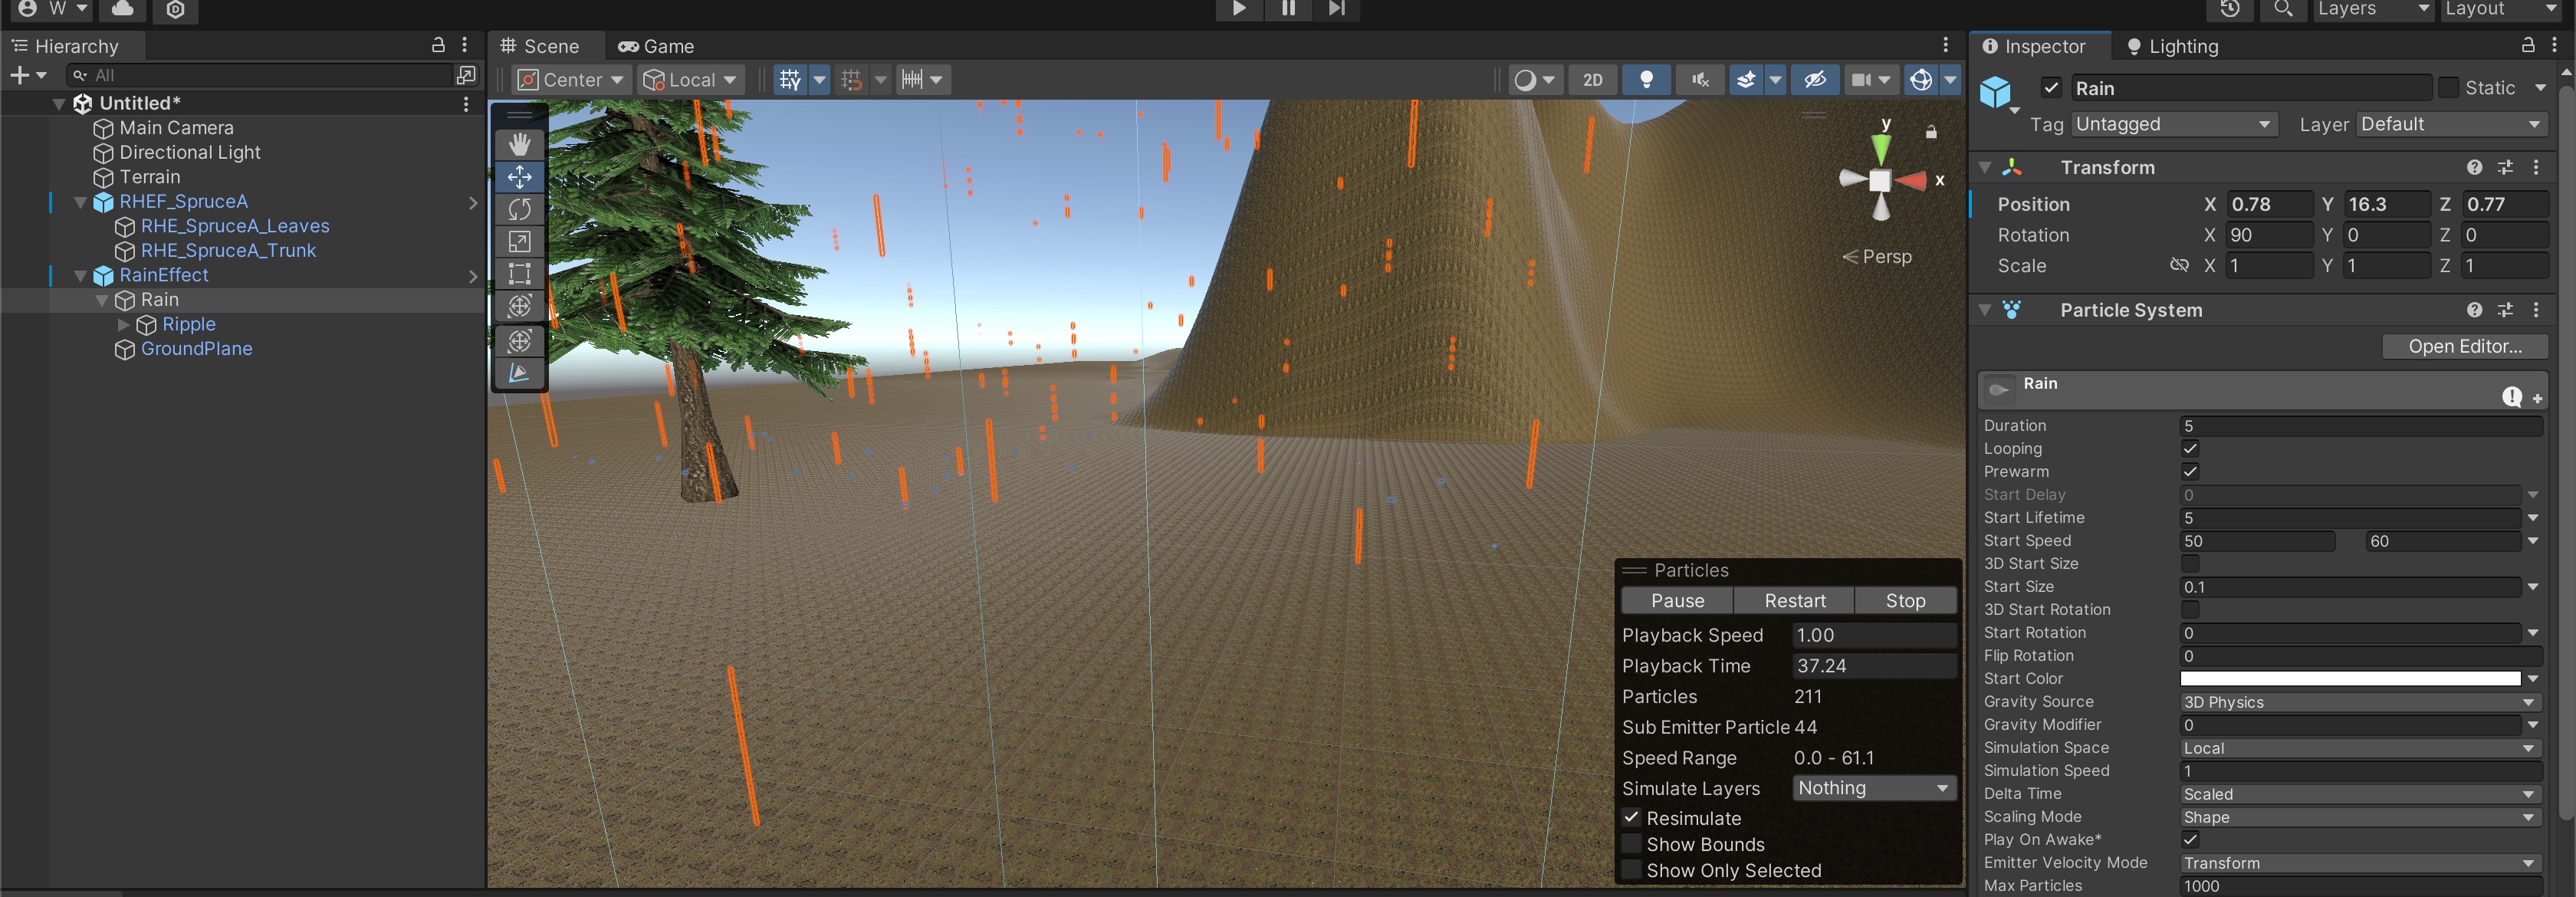 W
Layers
Layout
Hierarchy
Scene
Game
Inspector
Lighting
All
Center
Local
2D
Rain
Static
Tag
Untagged
Layer
Default
Untitled*
Main Camera
Directional Light
Terrain
RHEF_SpruceA
RHE_SpruceA_Leaves
RHE_SpruceA_Trunk
RainEffect
Rain
Ripple
GroundPlane
y
x
Persp
Particles
Pause
Restart
Stop
Playback Speed 1.00
Playback Time 37.24
Particles 211
Sub Emitter Particle 44
Speed Range 0.0 - 61.1
Simulate Layers Nothing
Resimulate
Show Bounds
Show Only Selected
Transform
Position X 0.78 Y 16.3 Z 0.77
Rotation X 90 Y 0 Z 0
Scale X 1 Y 1 Z 1
Particle System
Open Editor...
Rain
Duration 5
Looping
Prewarm
Start Delay 0
Start Lifetime 5
Start Speed 50 60
3D Start Size
Start Size 0.1
3D Start Rotation
Start Rotation 0
Flip Rotation 0
Start Color
Gravity Source 3D Physics
Gravity Modifier 0
Simulation Space Local
Simulation Speed 1
Delta Time Scaled
Scaling Mode Shape
Play On Awake*
Emitter Velocity Mode Transform
Max Particles 1000